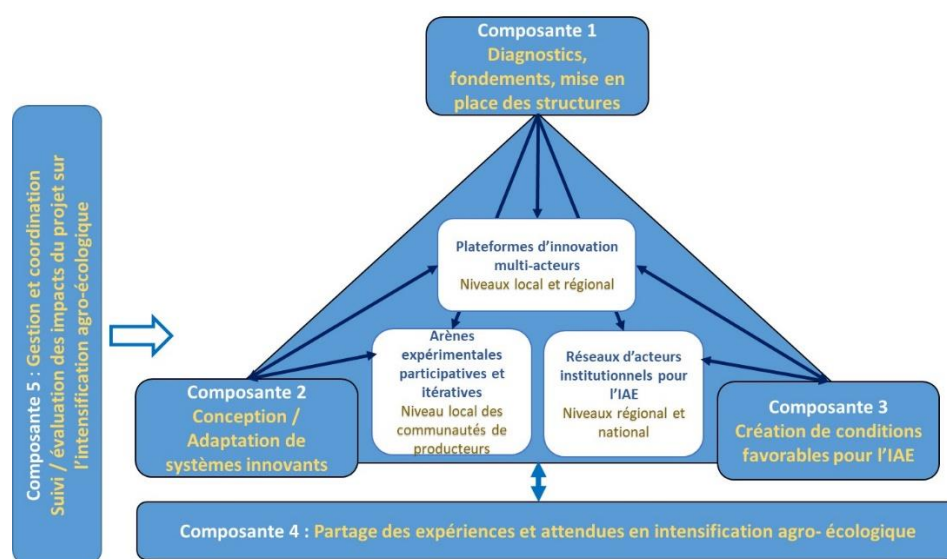 Composante 1
Diagnostics,
fondements, mise en
place des structures
Composante 5 : Gestion et coordination
Suivi / évaluation des impacts du projet sur
l'intensification agro-écologique
Plateformes d'innovation
multi-acteurs
Niveaux local et régional
Arènes
expérimentales
participatives et
itératives
Niveau local des
communautés de
producteurs
Réseaux d'acteurs
institutionnels pour
l'IAE
Niveaux régional et
national
Composante 2
Conception /
Adaptation de
systèmes innovants
Composante 3
Création de conditions
favorables pour l'IAE
Composante 4 : Partage des expériences et attendues en intensification agro- écologique